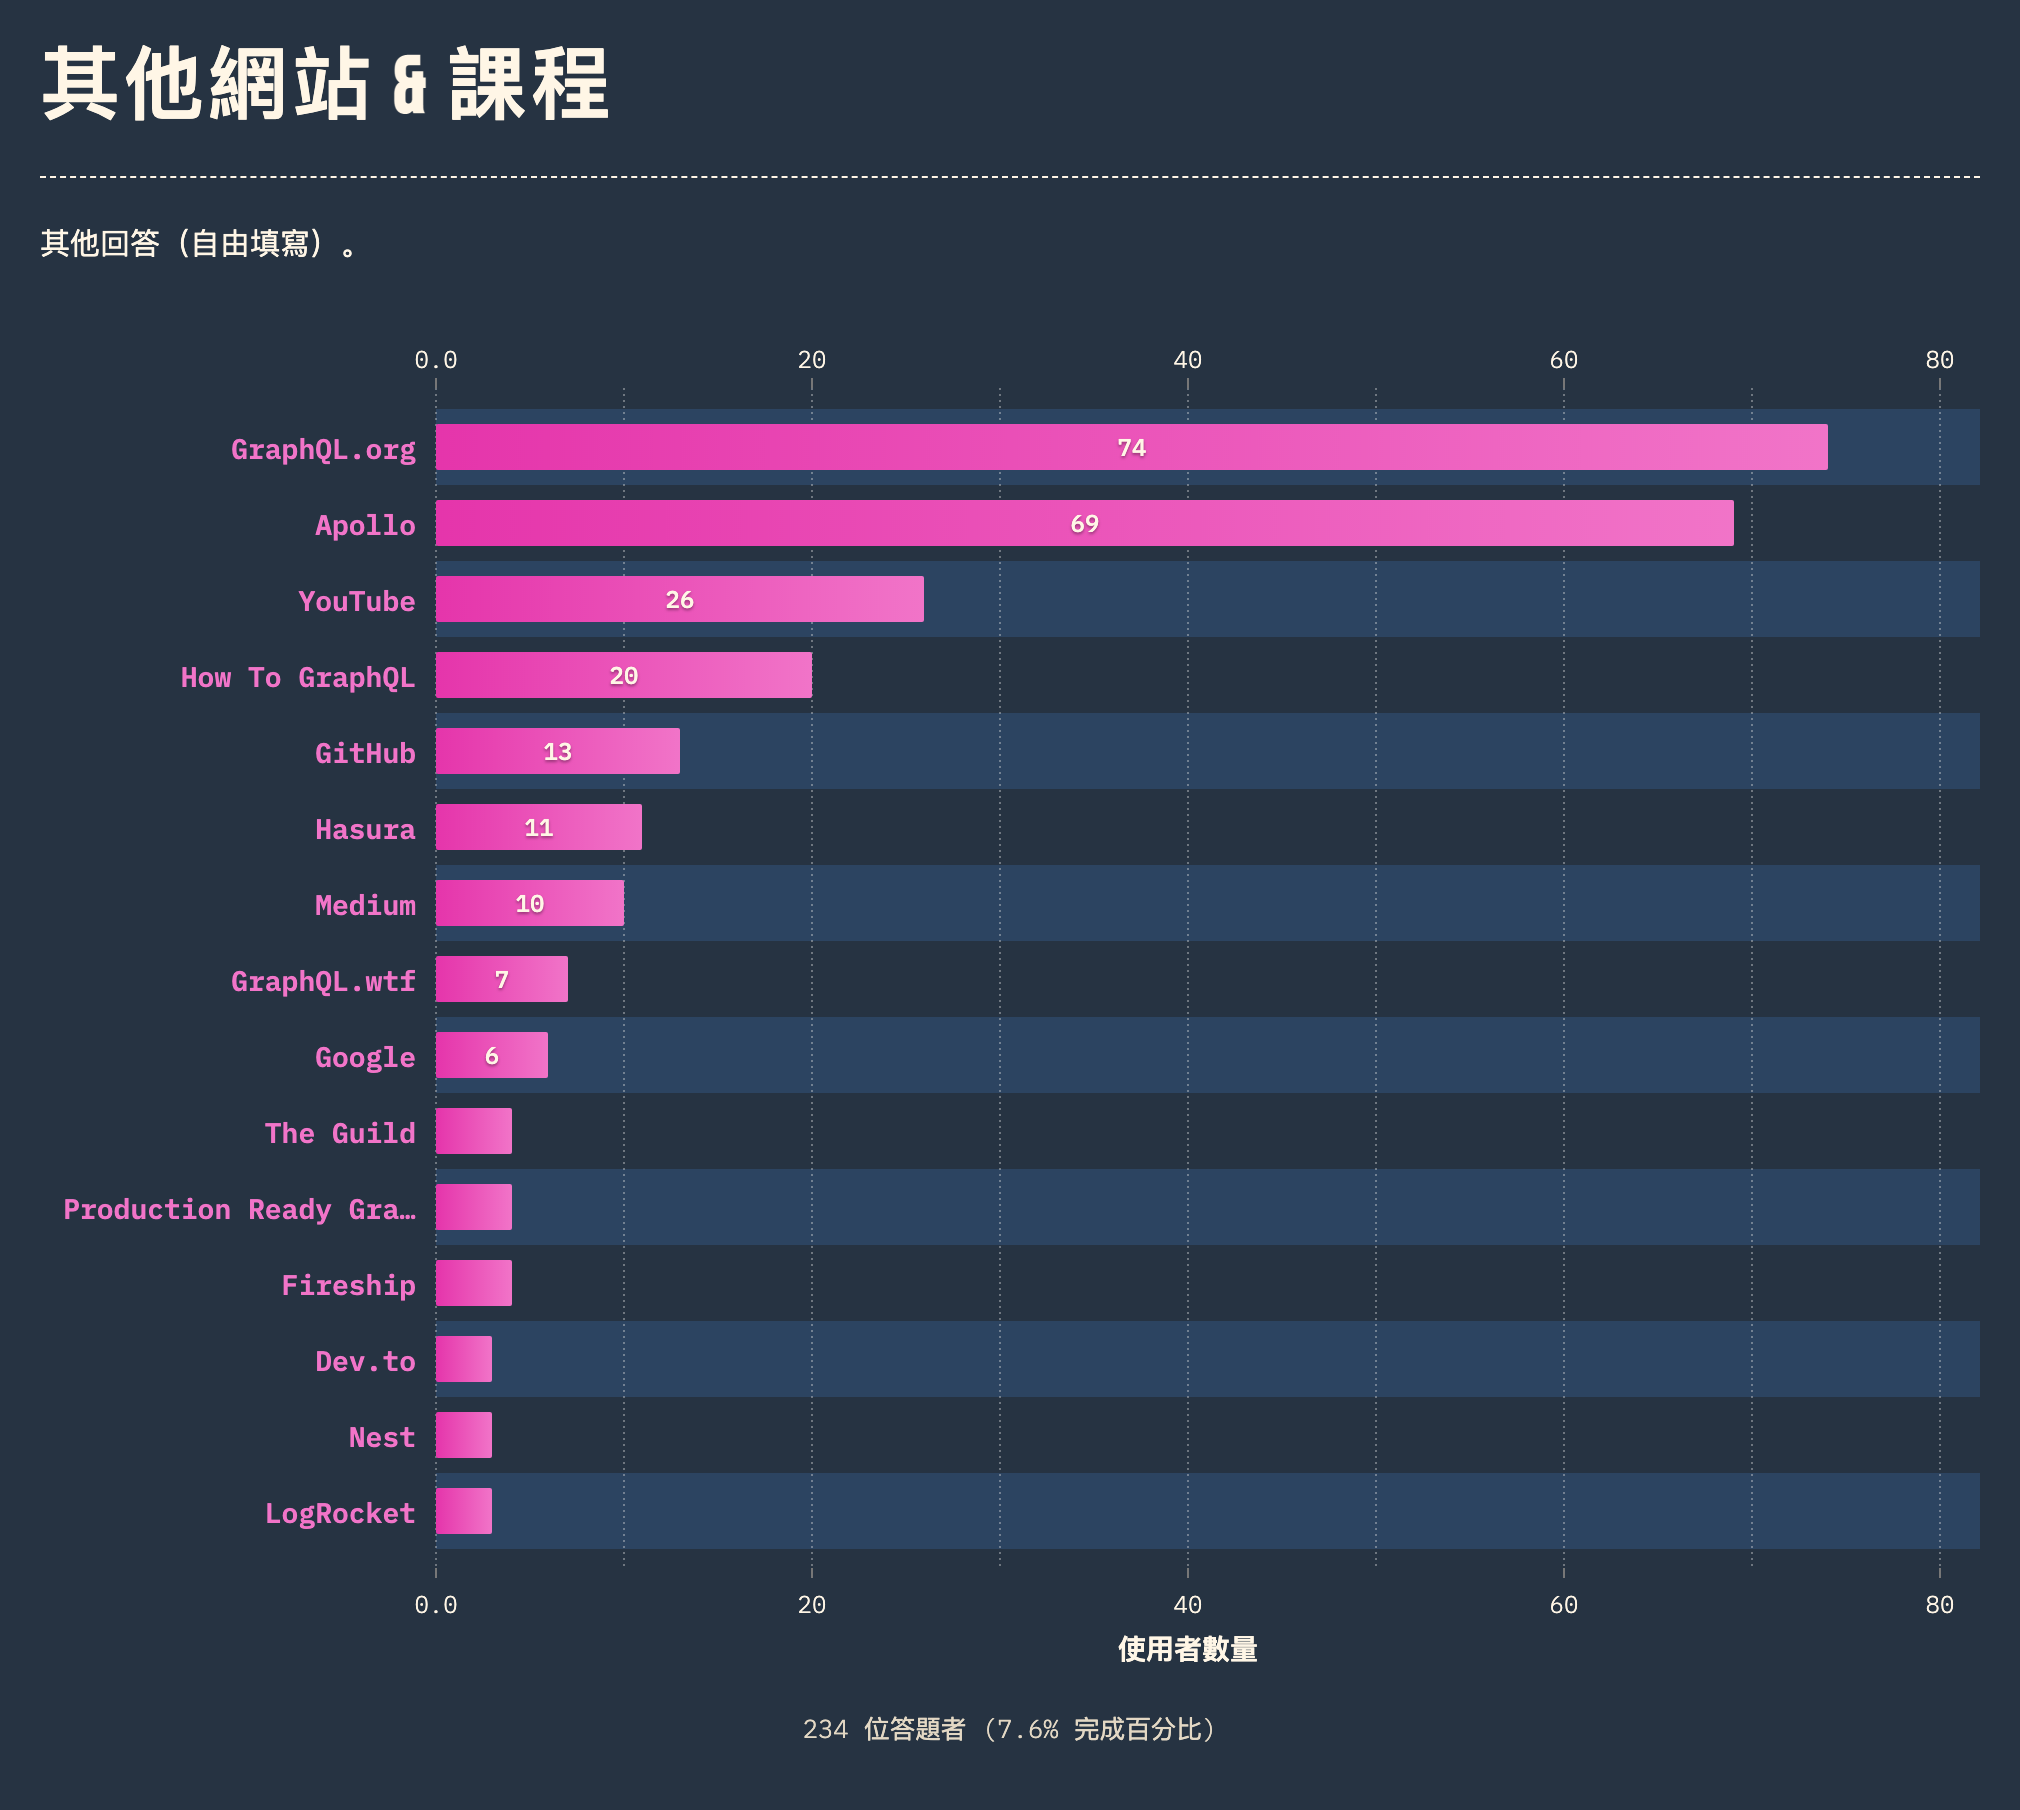 其他網站 & 課程
其他回答（自由填寫）。
0.0 20 40 60 80
GraphQL.org 74
Apollo 69
YouTube 26
How To GraphQL 20
GitHub 13
Hasura 11
Medium 10
GraphQL.wtf 7
Google 6
The Guild
Production Ready Gra…
Fireship
Dev.to
Nest
LogRocket
0.0 20 40 60 80
使用者數量
234 位答題者 (7.6% 完成百分比)